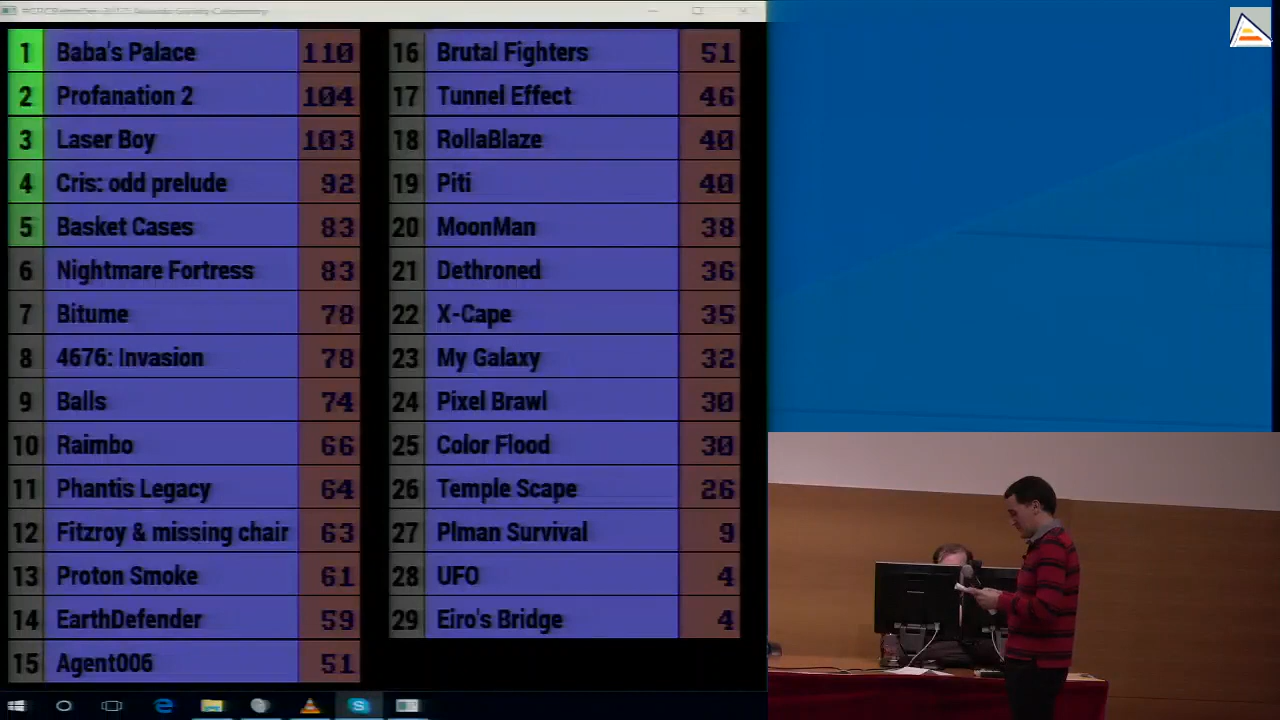 1 Baba's Palace 110
2 Profanation 2 104
3 Laser Boy 103
4 Cris: odd prelude 92
5 Basket Cases 83
6 Nightmare Fortress 83
7 Bitume 78
8 4676: Invasion 78
9 Balls 74
10 Raimbo 66
11 Phantis Legacy 64
12 Fitzroy & missing chair 63
13 Proton Smoke 61
14 EarthDefender 59
15 Agent006 51
16 Brutal Fighters 51
17 Tunnel Effect 46
18 RollaBlaze 40
19 Piti 40
20 MoonMan 38
21 Dethroned 36
22 X-Cape 35
23 My Galaxy 32
24 Pixel Brawl 30
25 Color Flood 30
26 Temple Scape 26
27 Plman Survival 9
28 UFO 4
29 Eiro's Bridge 4